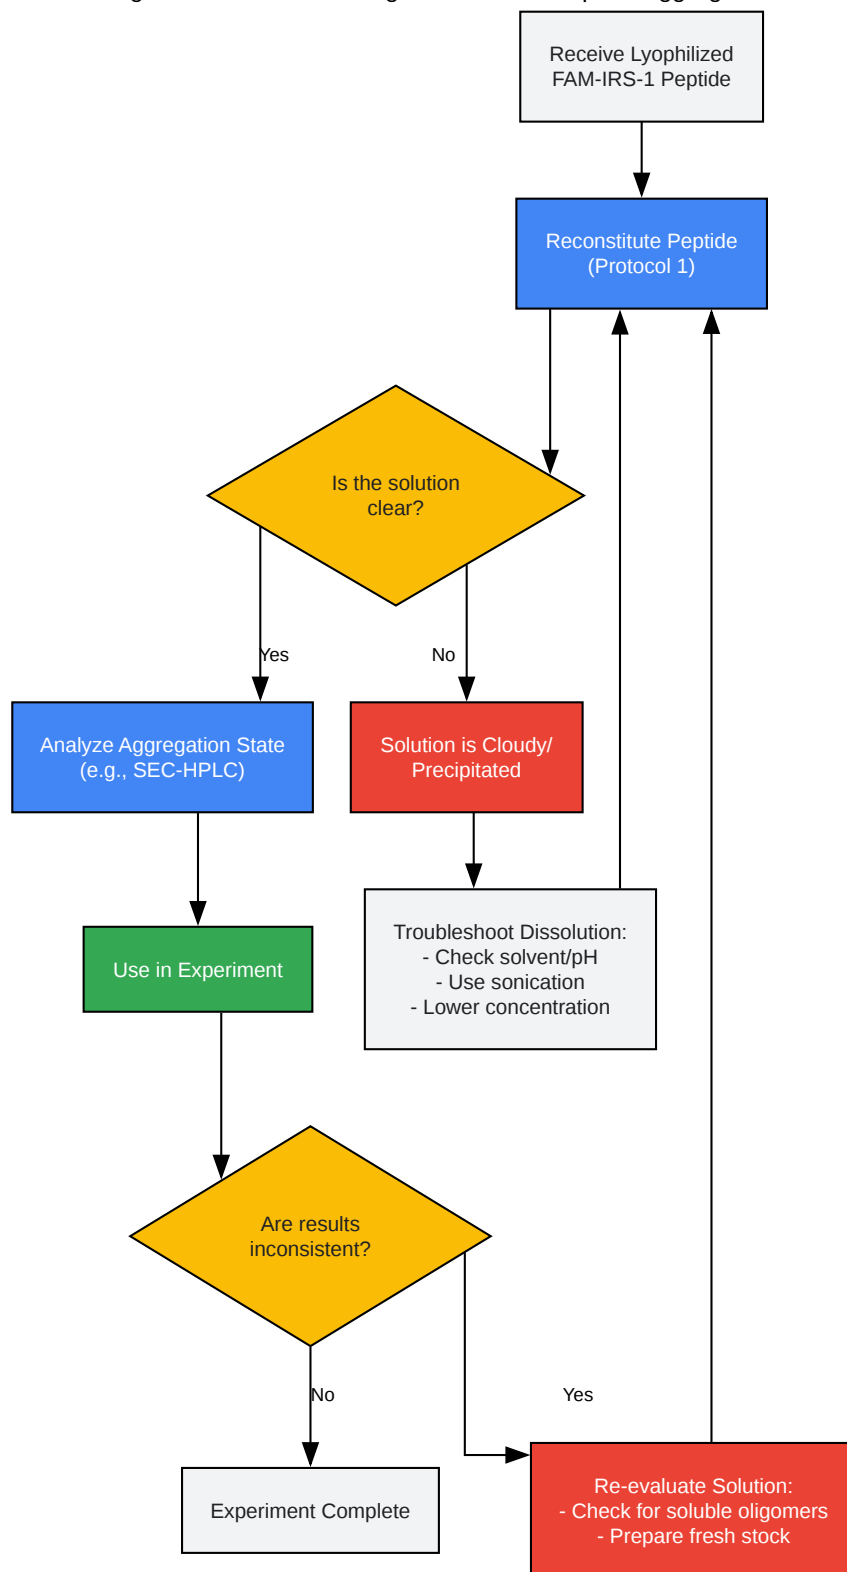 Receive Lyophilized
FAM-IRS-1 Peptide
Reconstitute Peptide
(Protocol 1)
Is the solution
clear?
Yes
No
Analyze Aggregation State
(e.g., SEC-HPLC)
Solution is Cloudy/
Precipitated
Use in Experiment
Troubleshoot Dissolution:
- Check solvent/pH
- Use sonication
- Lower concentration
Are results
inconsistent?
No
Yes
Experiment Complete
Re-evaluate Solution:
- Check for soluble oligomers
- Prepare fresh stock